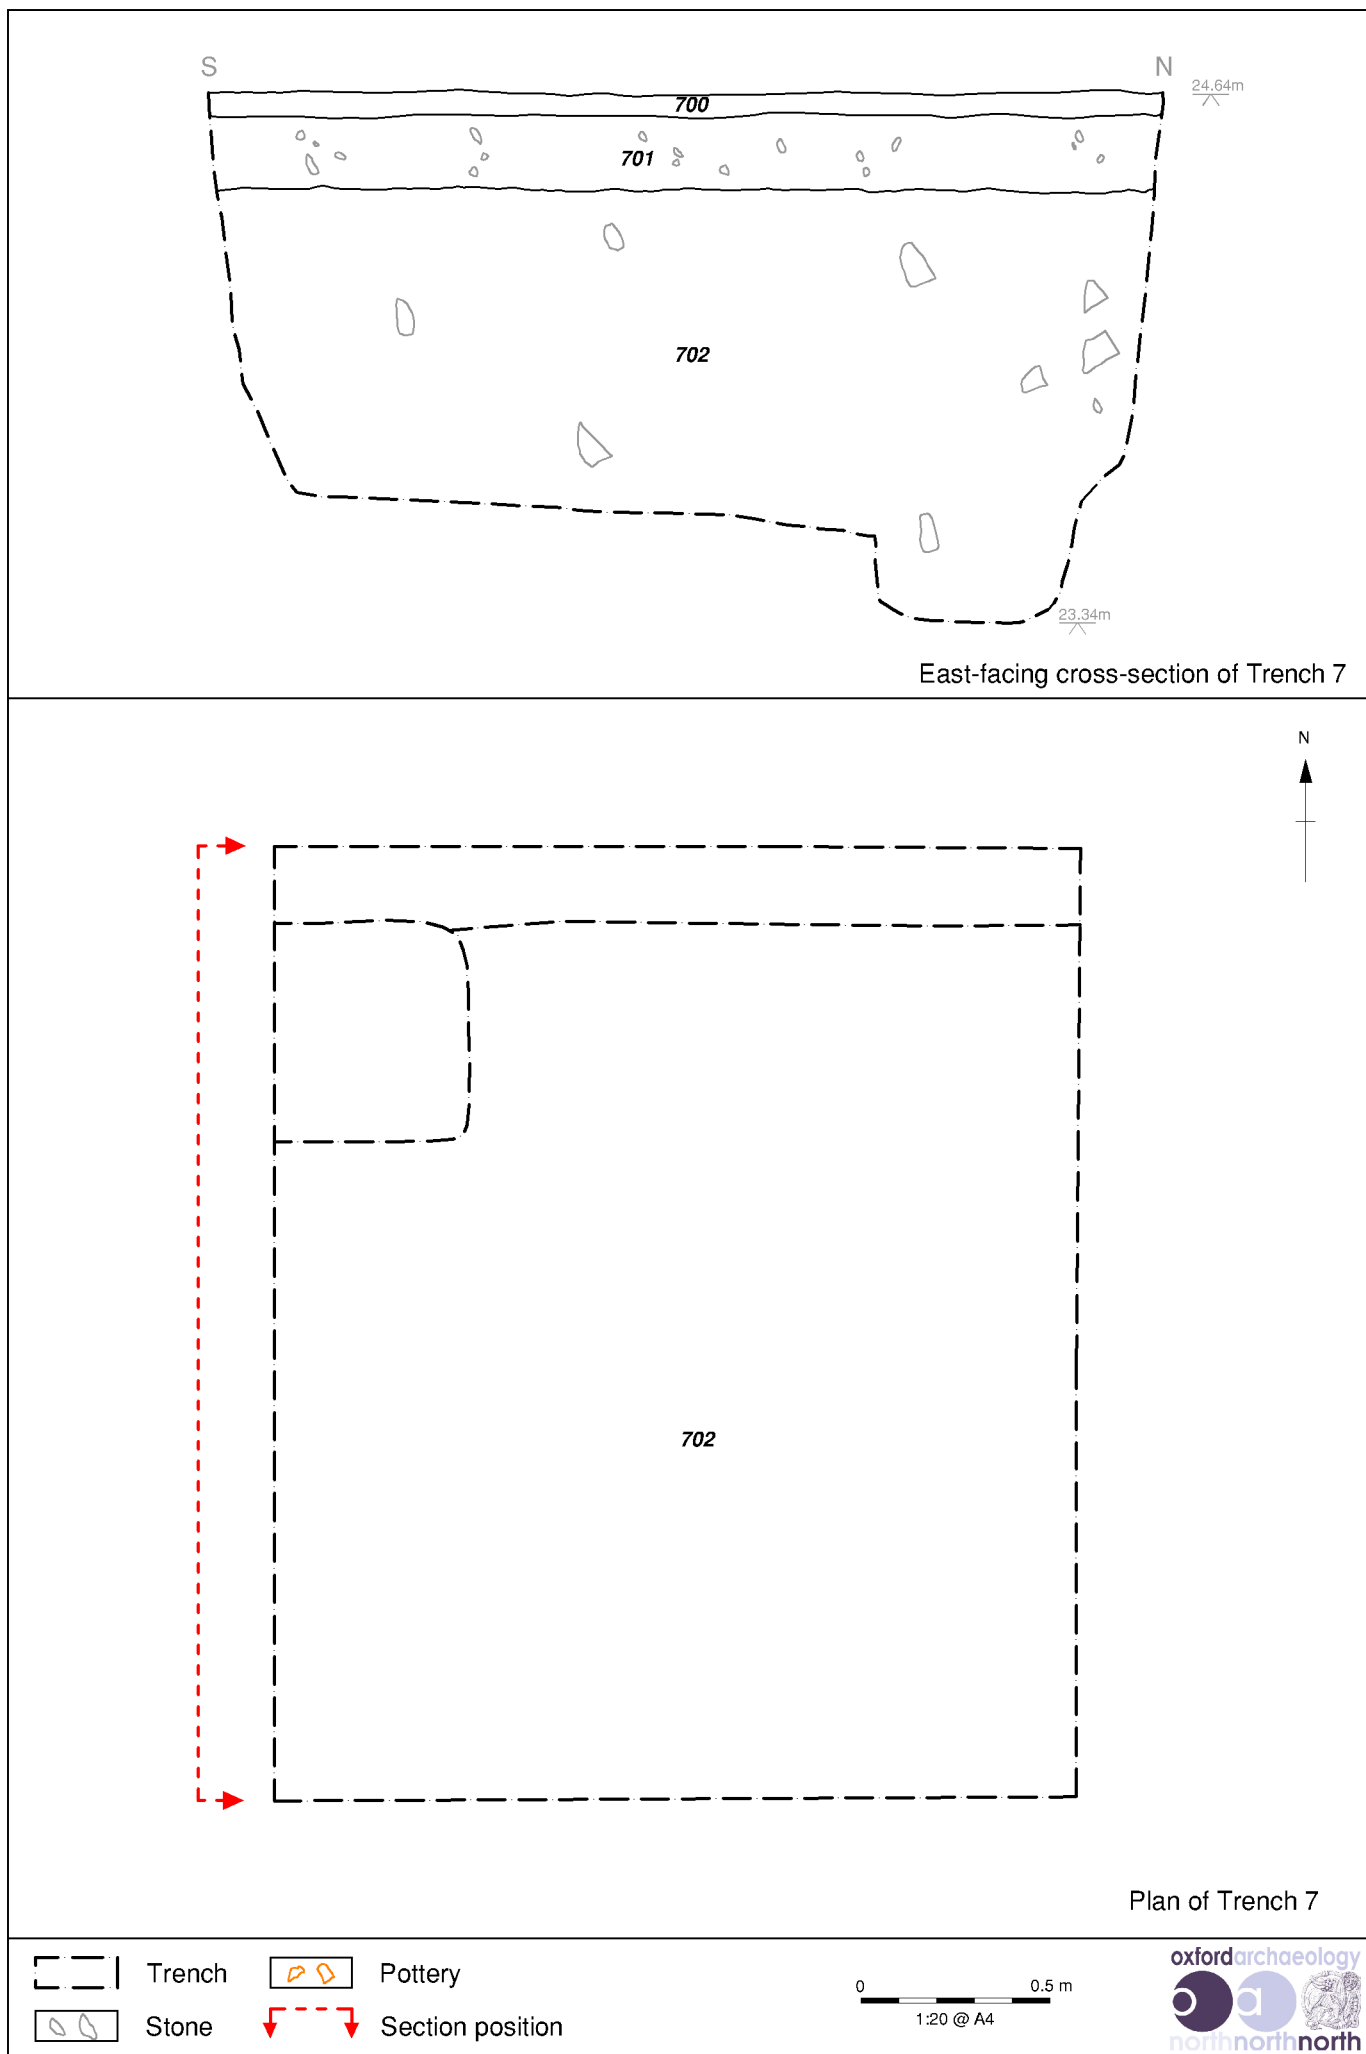 S
N
24.64m
700
701
702
23.34m
East-facing cross-section of Trench 7
N
702
Plan of Trench 7
Trench
Pottery
Stone
Section position
0 0.5 m
1:20 @ A4
oxfordarchaeology
oa
northnorthnorth